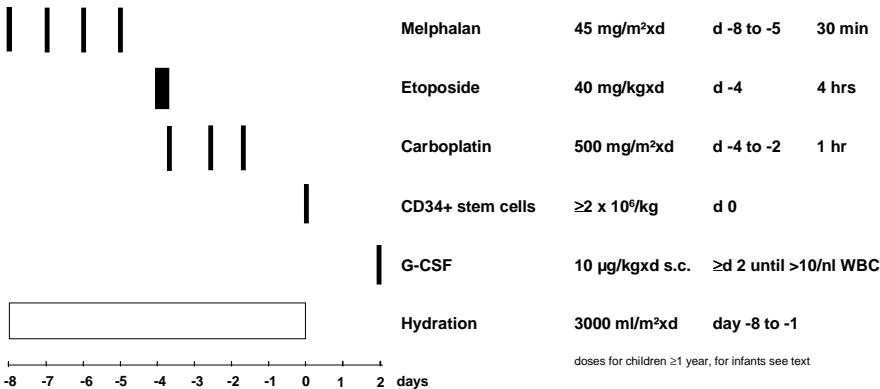 Melphalan 45 mg/m²xd d -8 to -5 30 min
Etoposide 40 mg/kgxd d -4 4 hrs
Carboplatin 500 mg/m²xd d -4 to -2 1 hr
CD34+ stem cells ≥2 x 10⁶/kg d 0
G-CSF 10 µg/kgxd s.c. ≥d 2 until >10/nl WBC
Hydration 3000 ml/m²xd day -8 to -1
doses for children ≥1 year, for infants see text
-8 -7 -6 -5 -4 -3 -2 -1 0 1 2 days